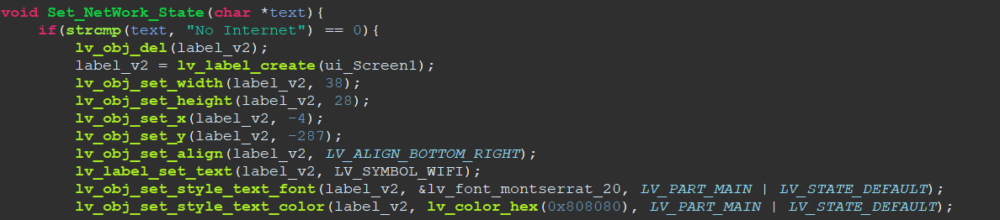 void Set_NetWork_State(char *text){
    if(strcmp(text, "No Internet") == 0){
        lv_obj_del(label_v2);
        label_v2 = lv_label_create(ui_Screen1);
        lv_obj_set_width(label_v2, 38);
        lv_obj_set_height(label_v2, 28);
        lv_obj_set_x(label_v2, -4);
        lv_obj_set_y(label_v2, -287);
        lv_obj_set_align(label_v2, LV_ALIGN_BOTTOM_RIGHT);
        lv_label_set_text(label_v2, LV_SYMBOL_WIFI);
        lv_obj_set_style_text_font(label_v2, &lv_font_montserrat_20, LV_PART_MAIN | LV_STATE_DEFAULT);
        lv_obj_set_style_text_color(label_v2, lv_color_hex(0x808080), LV_PART_MAIN | LV_STATE_DEFAULT);